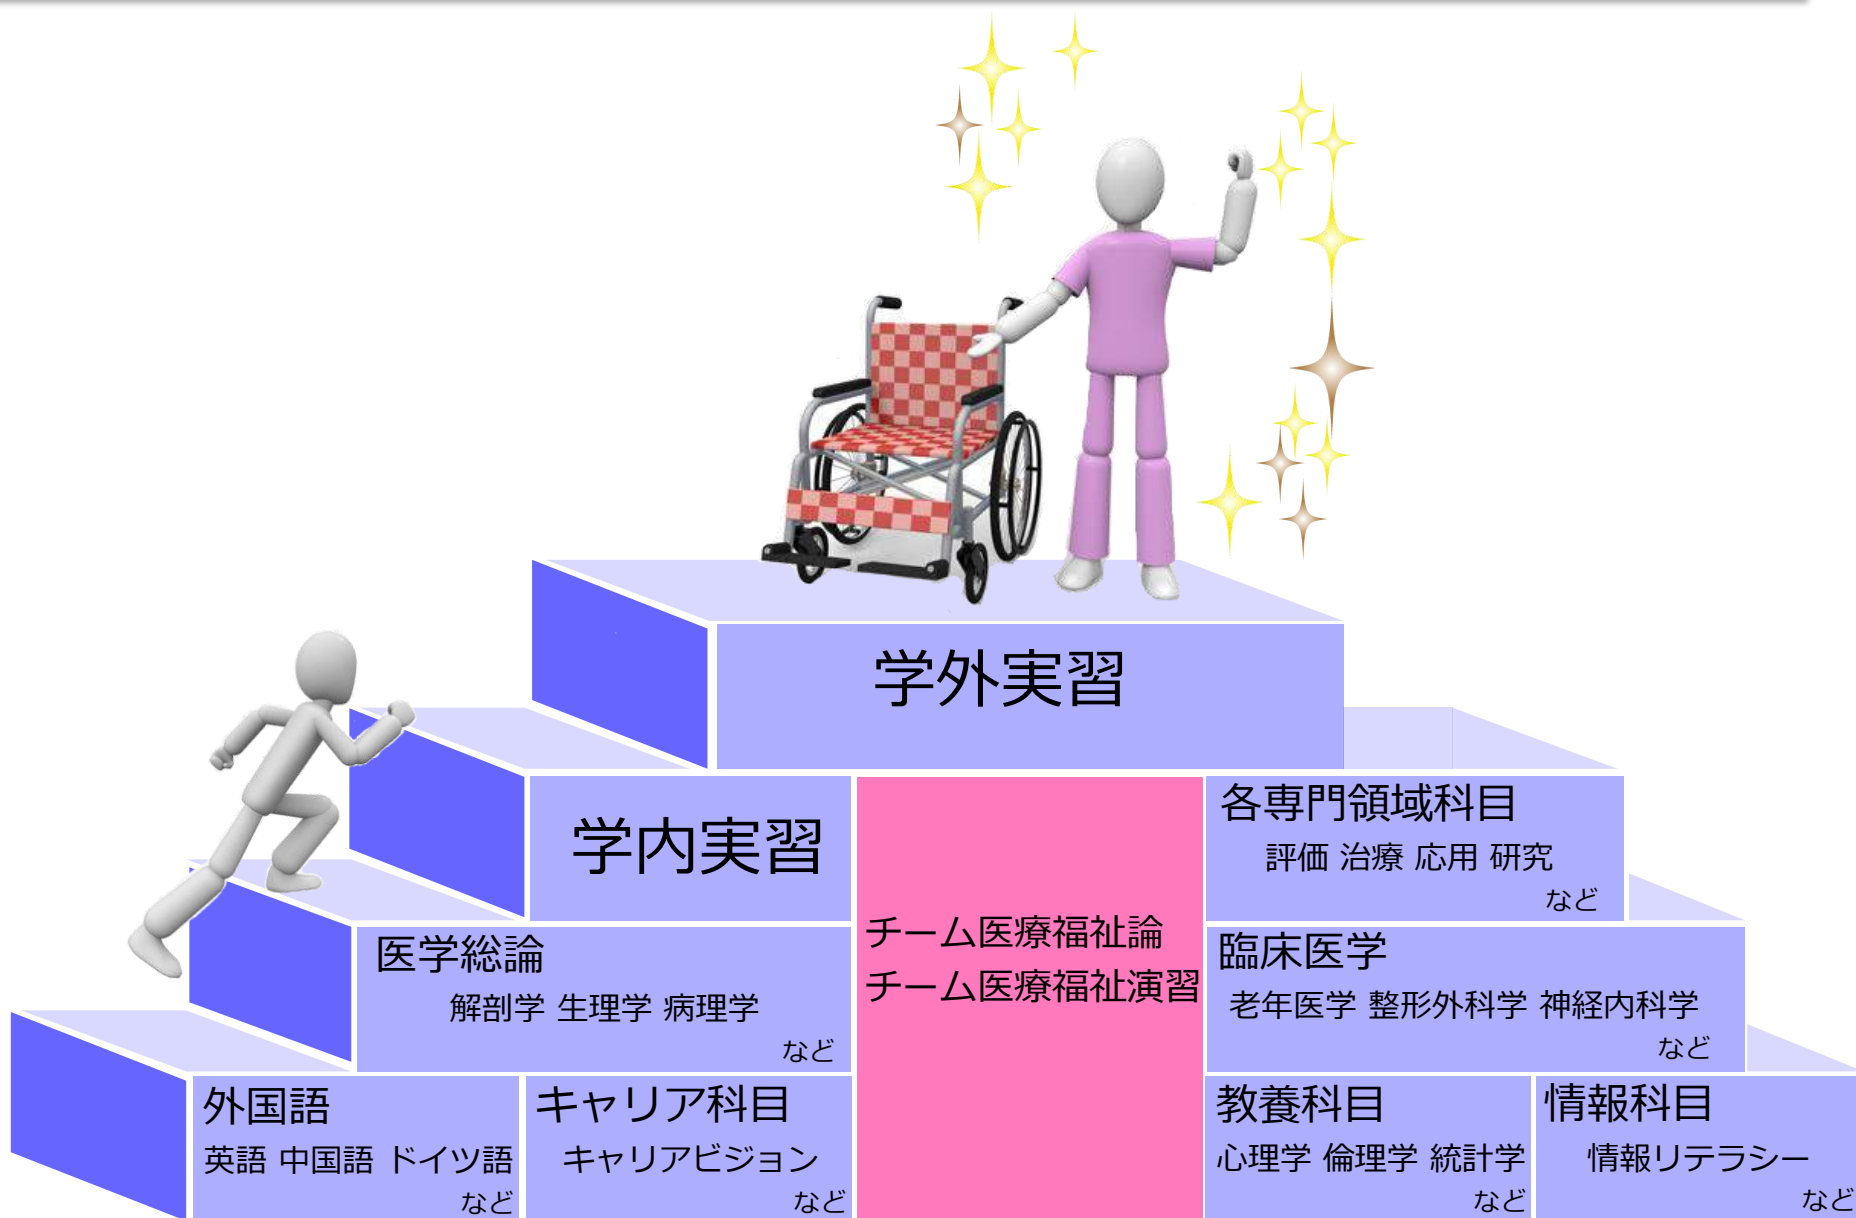 学外実習
学内実習
各専門領域科目
評価 治療 応用 研究
など
チーム医療福祉論
チーム医療福祉演習
医学総論
解剖学 生理学 病理学
など
臨床医学
老年医学 整形外科学 神経内科学
など
外国語
英語 中国語 ドイツ語
など
キャリア科目
キャリアビジョン
など
教養科目
心理学 倫理学 統計学
など
情報科目
情報リテラシー
など